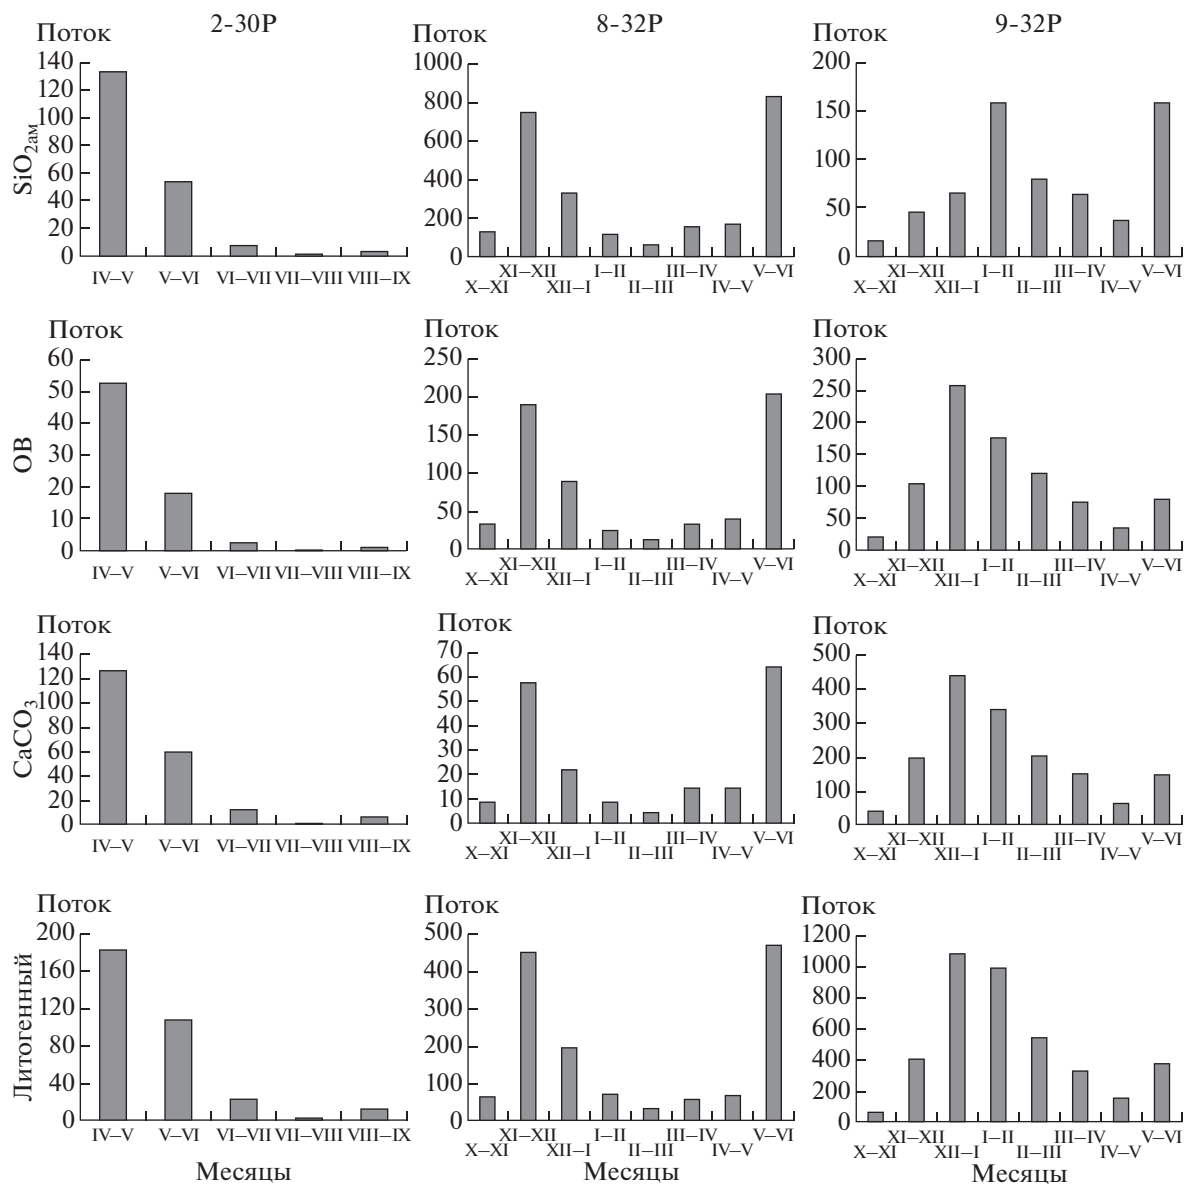 2-30Р 8-32Р 9-32Р
Поток
SiO2ам
140
120
100
80
60
40
20
0
IV–V V–VI VI–VII VII–VIII VIII–IX
Поток
1000
800
600
400
200
0
XI–XII I–II III–IV V–VI
X–XI XII–I II–III IV–V
Поток
200
150
100
50
0
XI–XII I–II III–IV V–VI
X–XI XII–I II–III IV–V
Поток
ОВ
60
50
40
30
20
10
0
IV–V V–VI VI–VII VII–VIII VIII–IX
Поток
250
200
150
100
50
0
XI–XII I–II III–IV V–VI
X–XI XII–I II–III IV–V
Поток
300
250
200
150
100
50
0
XI–XII I–II III–IV V–VI
X–XI XII–I II–III IV–V
Поток
CaCO3
140
120
100
80
60
40
20
0
IV–V V–VI VI–VII VII–VIII VIII–IX
Поток
70
60
50
40
30
20
10
0
XI–XII I–II III–IV V–VI
X–XI XII–I II–III IV–V
Поток
500
400
300
200
100
0
XI–XII I–II III–IV V–VI
X–XI XII–I II–III IV–V
Поток
Литогенный
200
160
120
80
40
0
IV–V V–VI VI–VII VII–VIII VIII–IX
Месяцы
Поток
500
400
300
200
100
0
XI–XII I–II III–IV V–VI
X–XI XII–I II–III IV–V
Месяцы
Поток
1200
1000
800
600
400
200
0
XI–XII I–II III–IV V–VI
X–XI XII–I II–III IV–V
Месяцы